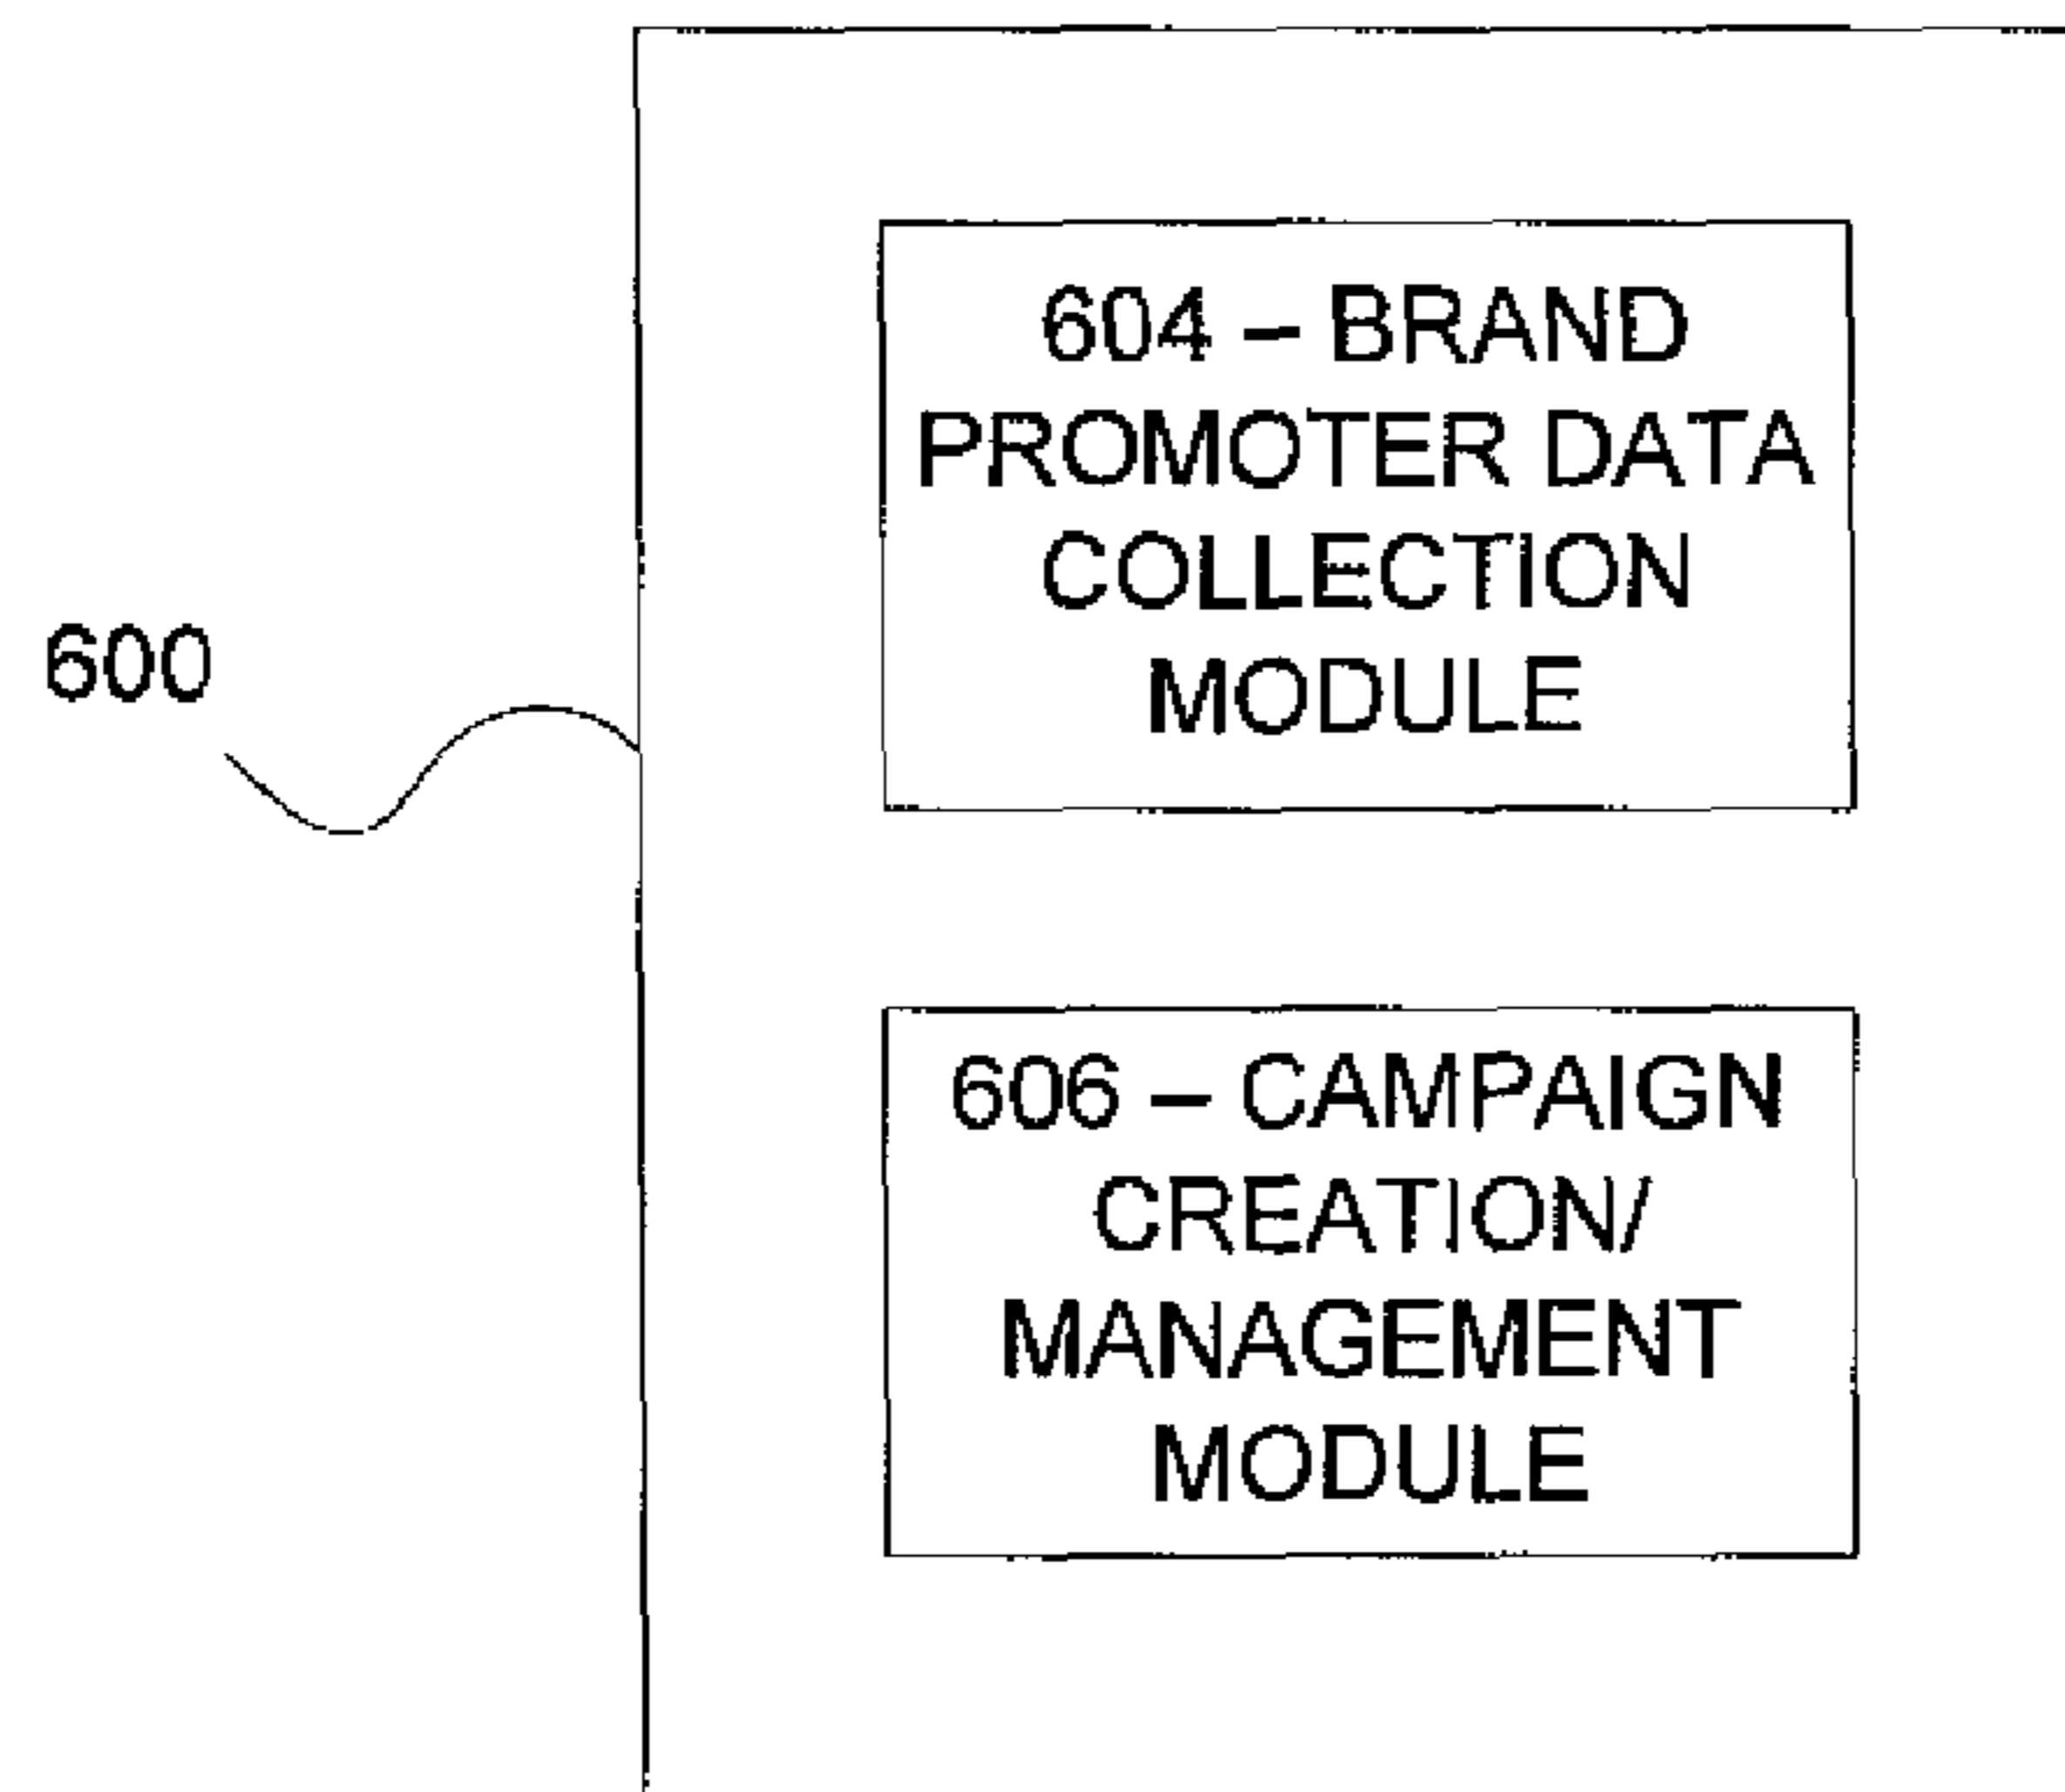 604 – BRAND
PROMOTER DATA
COLLECTION
MODULE
600
606 – CAMPAIGN
CREATION/
MANAGEMENT
MODULE